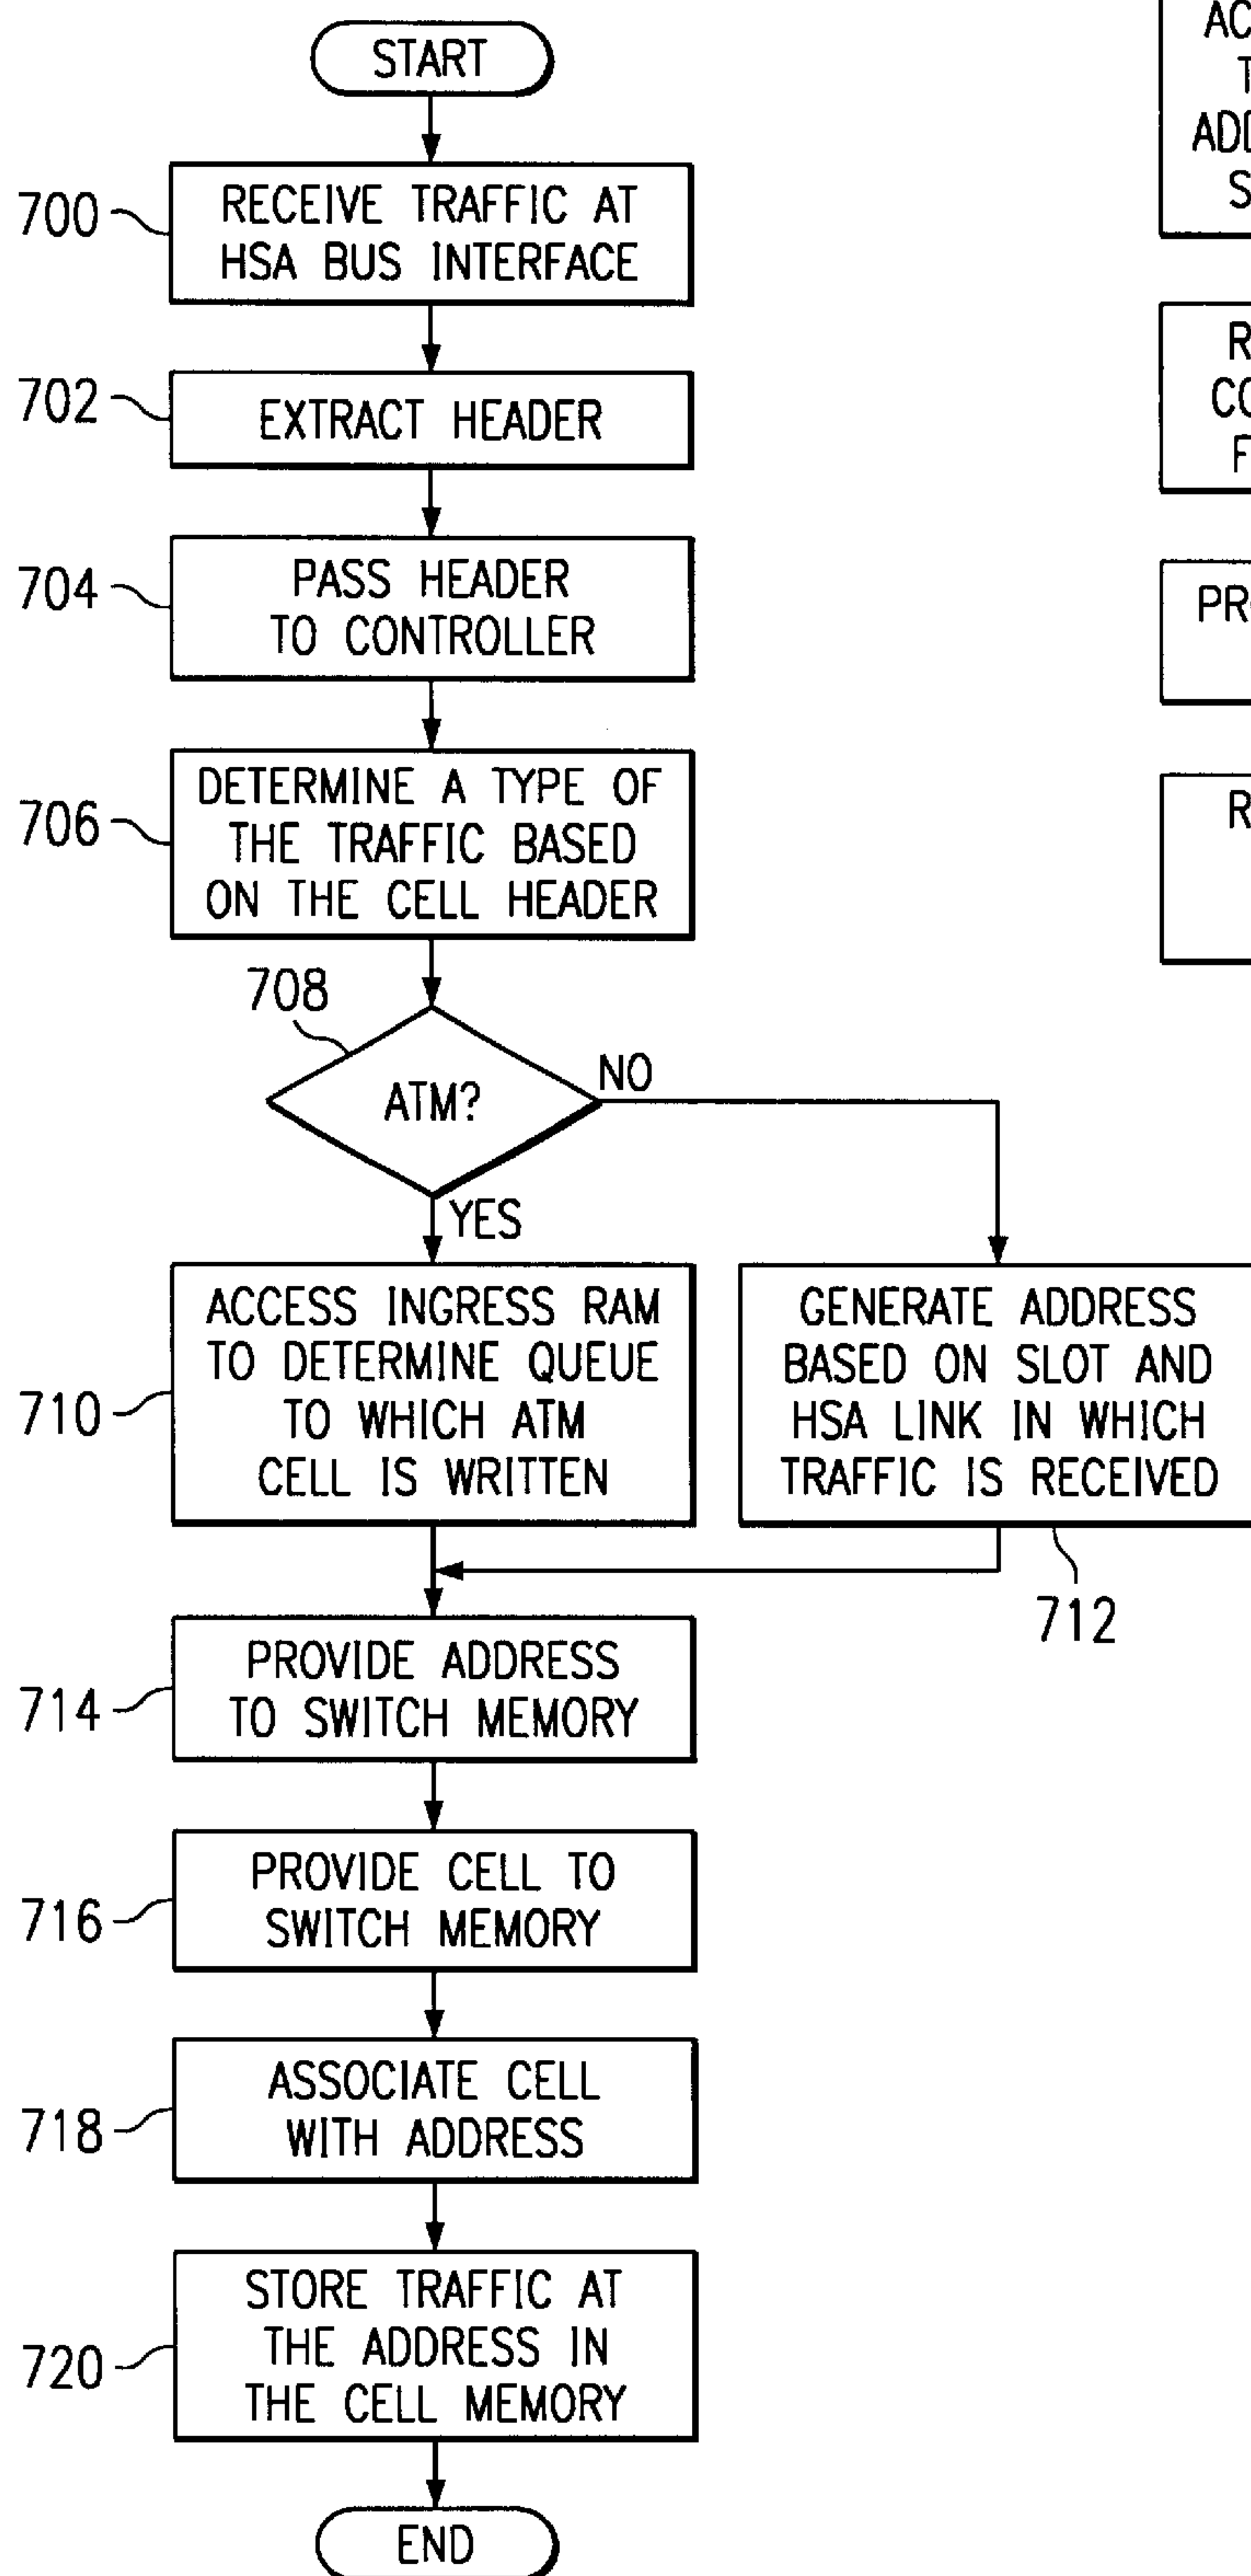 START
700
RECEIVE TRAFFIC AT
HSA BUS INTERFACE
702
EXTRACT HEADER
704
PASS HEADER
TO CONTROLLER
706
DETERMINE A TYPE OF
THE TRAFFIC BASED
ON THE CELL HEADER
708
ATM?
NO
YES
710
ACCESS INGRESS RAM
TO DETERMINE QUEUE
TO WHICH ATM
CELL IS WRITTEN
GENERATE ADDRESS
BASED ON SLOT AND
HSA LINK IN WHICH
TRAFFIC IS RECEIVED
712
714
PROVIDE ADDRESS
TO SWITCH MEMORY
716
PROVIDE CELL TO
SWITCH MEMORY
718
ASSOCIATE CELL
WITH ADDRESS
720
STORE TRAFFIC AT
THE ADDRESS IN
THE CELL MEMORY
END